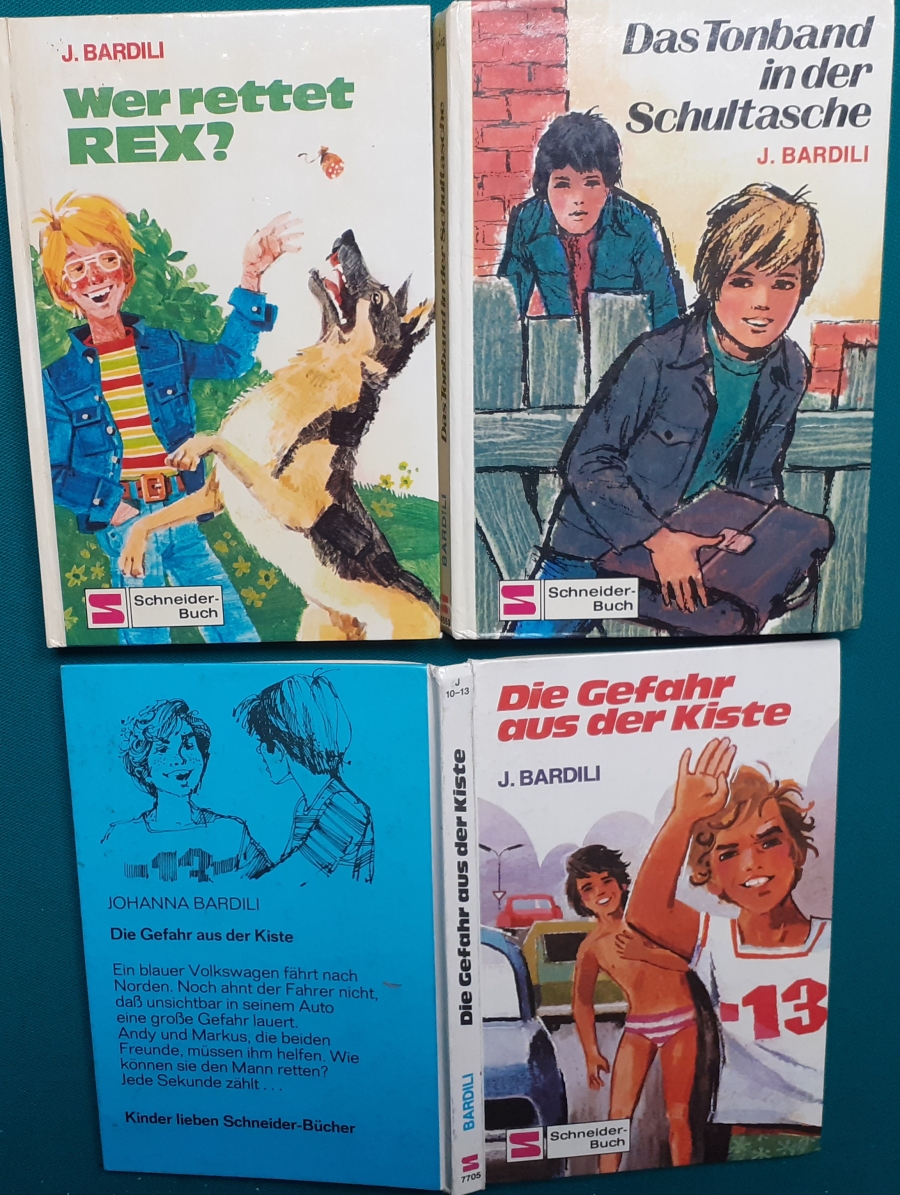 J. BARDILI
Wer rettet
REX?
Schneider-
Buch
Das Tonband in der Schultasche
BARDILI
Das Tonband
in der
Schultasche
J. BARDILI
Schneider-
Buch
-13
JOHANNA BARDILI
Die Gefahr aus der Kiste
Ein blauer Volkswagen fährt nach
Norden. Noch ahnt der Fahrer nicht,
daß unsichtbar in seinem Auto
eine große Gefahr lauert.
Andy und Markus, die beiden
Freunde, müssen ihm helfen. Wie
können sie den Mann retten?
Jede Sekunde zählt . . .
Kinder lieben Schneider-Bücher
J
10–13
Die Gefahr aus der Kiste
BARDILI
7705
Die Gefahr
aus der Kiste
J. BARDILI
-13
Schneider-
Buch